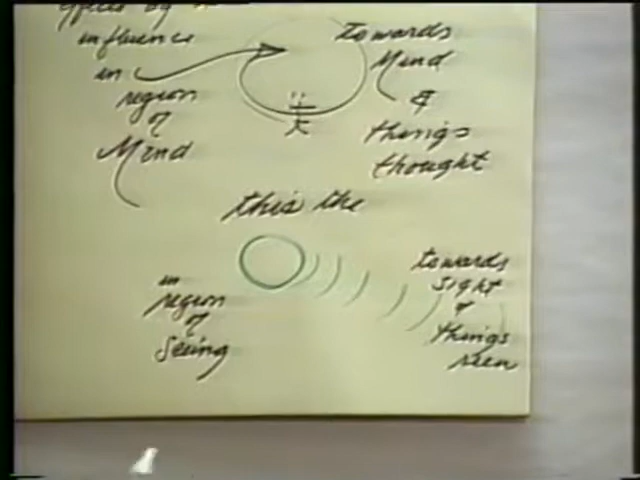 influence
in
region
of
Mind
towards
Mind
&
things
thought
this the
in
region
of
Seeing
towards
sight
&
things
seen